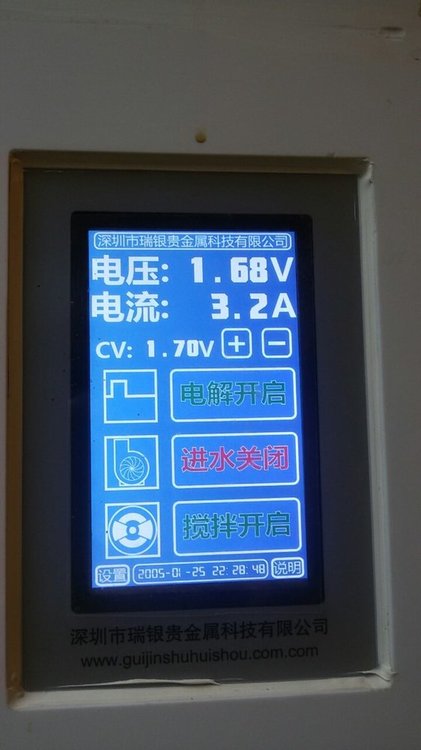 深圳市瑞银贵金属科技有限公司
电压: 1.68V
电流: 3.2A
CV: 1.70V + −
电解开启
进水关闭
搅拌开启
设置 2005-01-25 22:28:48 说明
深圳市瑞银贵金属科技有限公司
www.guijinshuhuishou.com.com